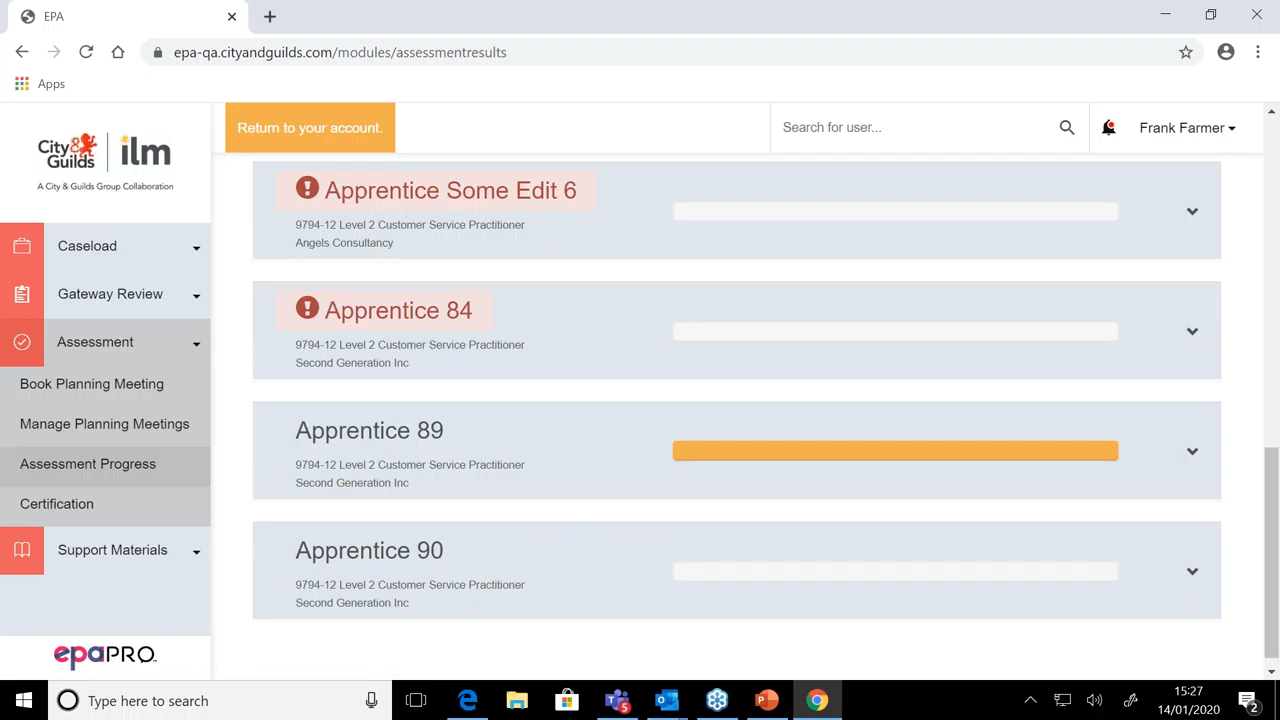 EPA
epa-qa.cityandguilds.com/modules/assessmentresults
Apps
City & Guilds
ilm
A City & Guilds Group Collaboration
Return to your account.
Search for user...
Frank Farmer
Caseload
Gateway Review
Assessment
Book Planning Meeting
Manage Planning Meetings
Assessment Progress
Certification
Support Materials
epaPRO
Apprentice Some Edit 6
9794-12 Level 2 Customer Service Practitioner
Angels Consultancy
Apprentice 84
9794-12 Level 2 Customer Service Practitioner
Second Generation Inc
Apprentice 89
9794-12 Level 2 Customer Service Practitioner
Second Generation Inc
Apprentice 90
9794-12 Level 2 Customer Service Practitioner
Second Generation Inc
Type here to search
5
15:27
14/01/2020
2